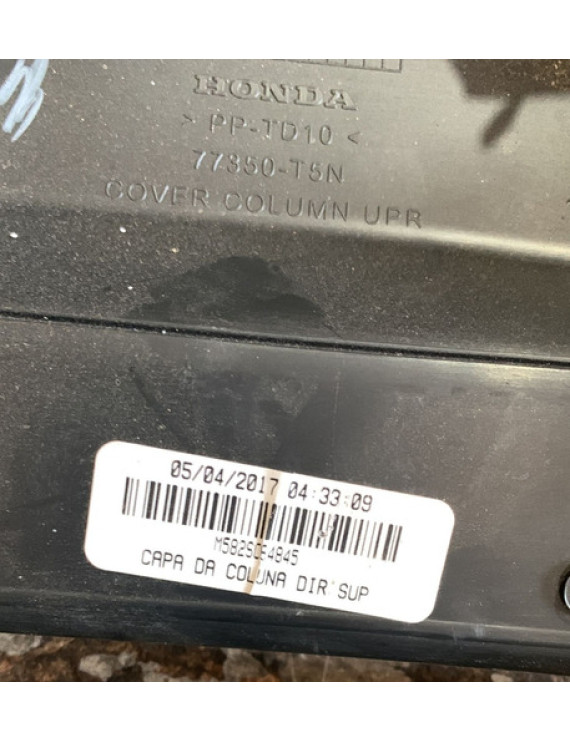 HONDA
> PP-TD10 <
77350-T5N
COVER COLUMN UPR
05/04/2017 04:33:09
CAPA DA COLUNA DIR SUP